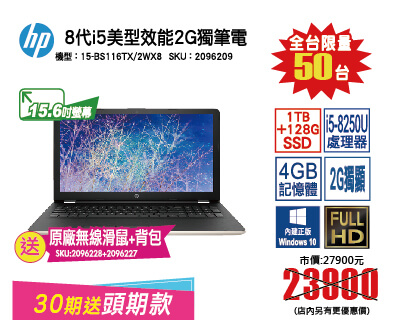 hp
8代i5美型效能2G獨筆電
機型：15-BS116TX/2WX8 SKU：2096209
全台限量
50台
15.6吋螢幕
1TB
+128G
SSD
i5-8250U
處理器
4GB
記憶體
2G獨顯
內建正版
Windows 10
FULL
HD
送
原廠無線滑鼠+背包
SKU:2096228+2096227
市價:27900元
23900
(店內另有更優惠價)
30期送頭期款